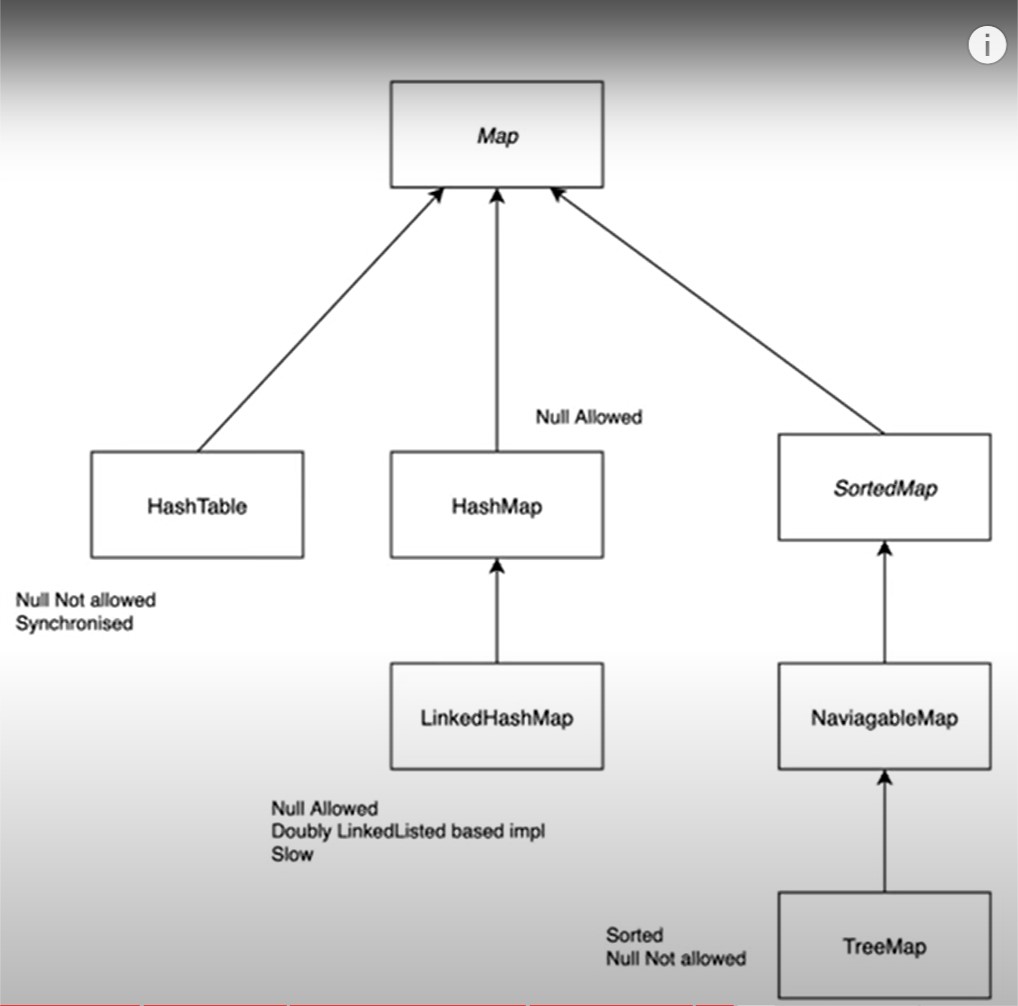 Map
Null Allowed
HashTable
HashMap
SortedMap
Null Not allowed
Synchronised
LinkedHashMap
NaviagableMap
Null Allowed
Doubly LinkedListed based impl
Slow
Sorted
Null Not allowed
TreeMap